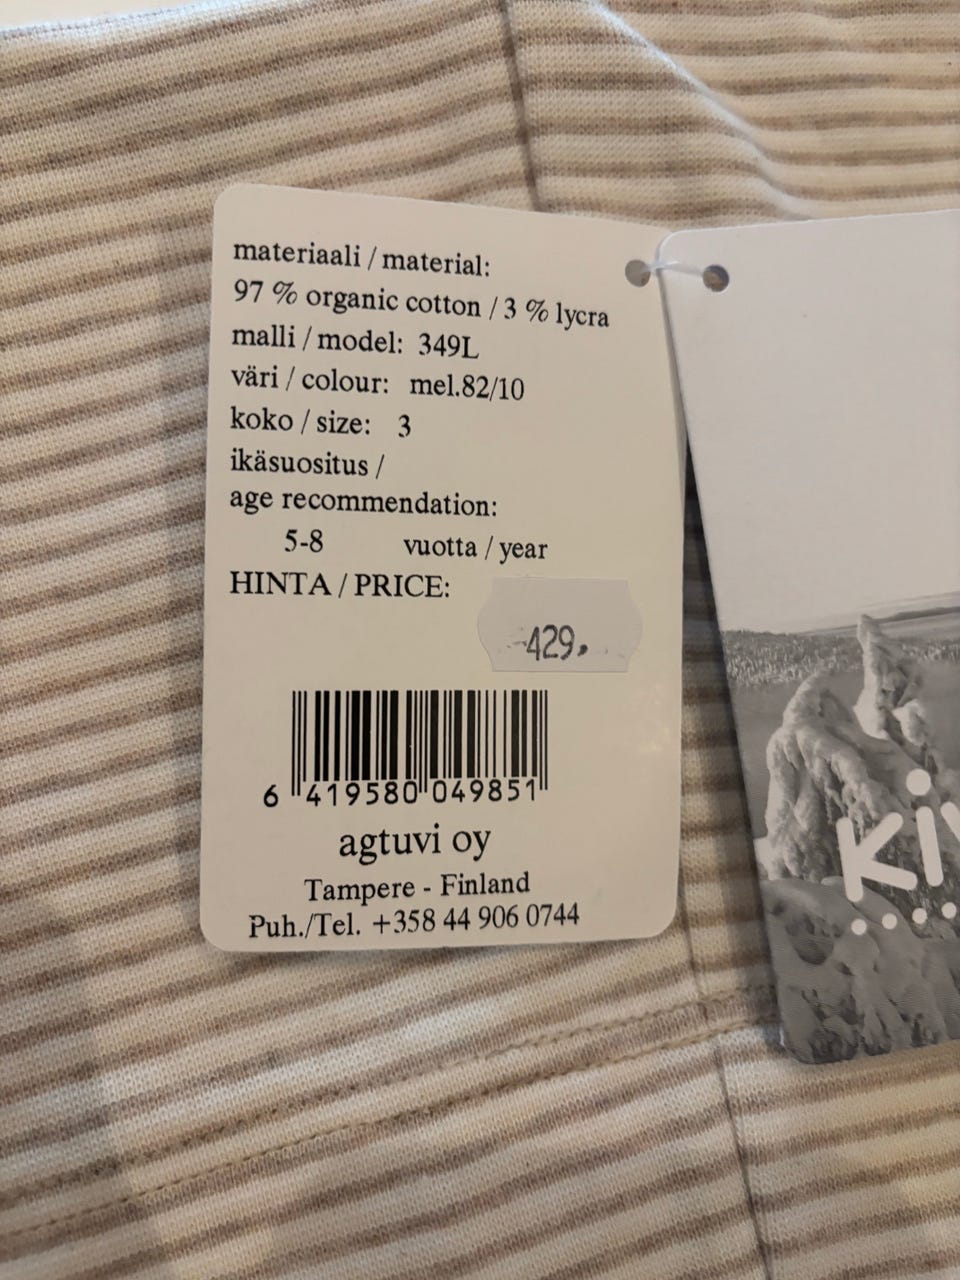 materiaali / material:
97 % organic cotton / 3 % lycra
malli / model: 349L
väri / colour: mel.82/10
koko / size: 3
ikäsuositus /
age recommendation:
5-8 vuotta / year
HINTA / PRICE:
429.
6 419580 049851
agtuvi oy
Tampere - Finland
Puh./Tel. +358 44 906 0744